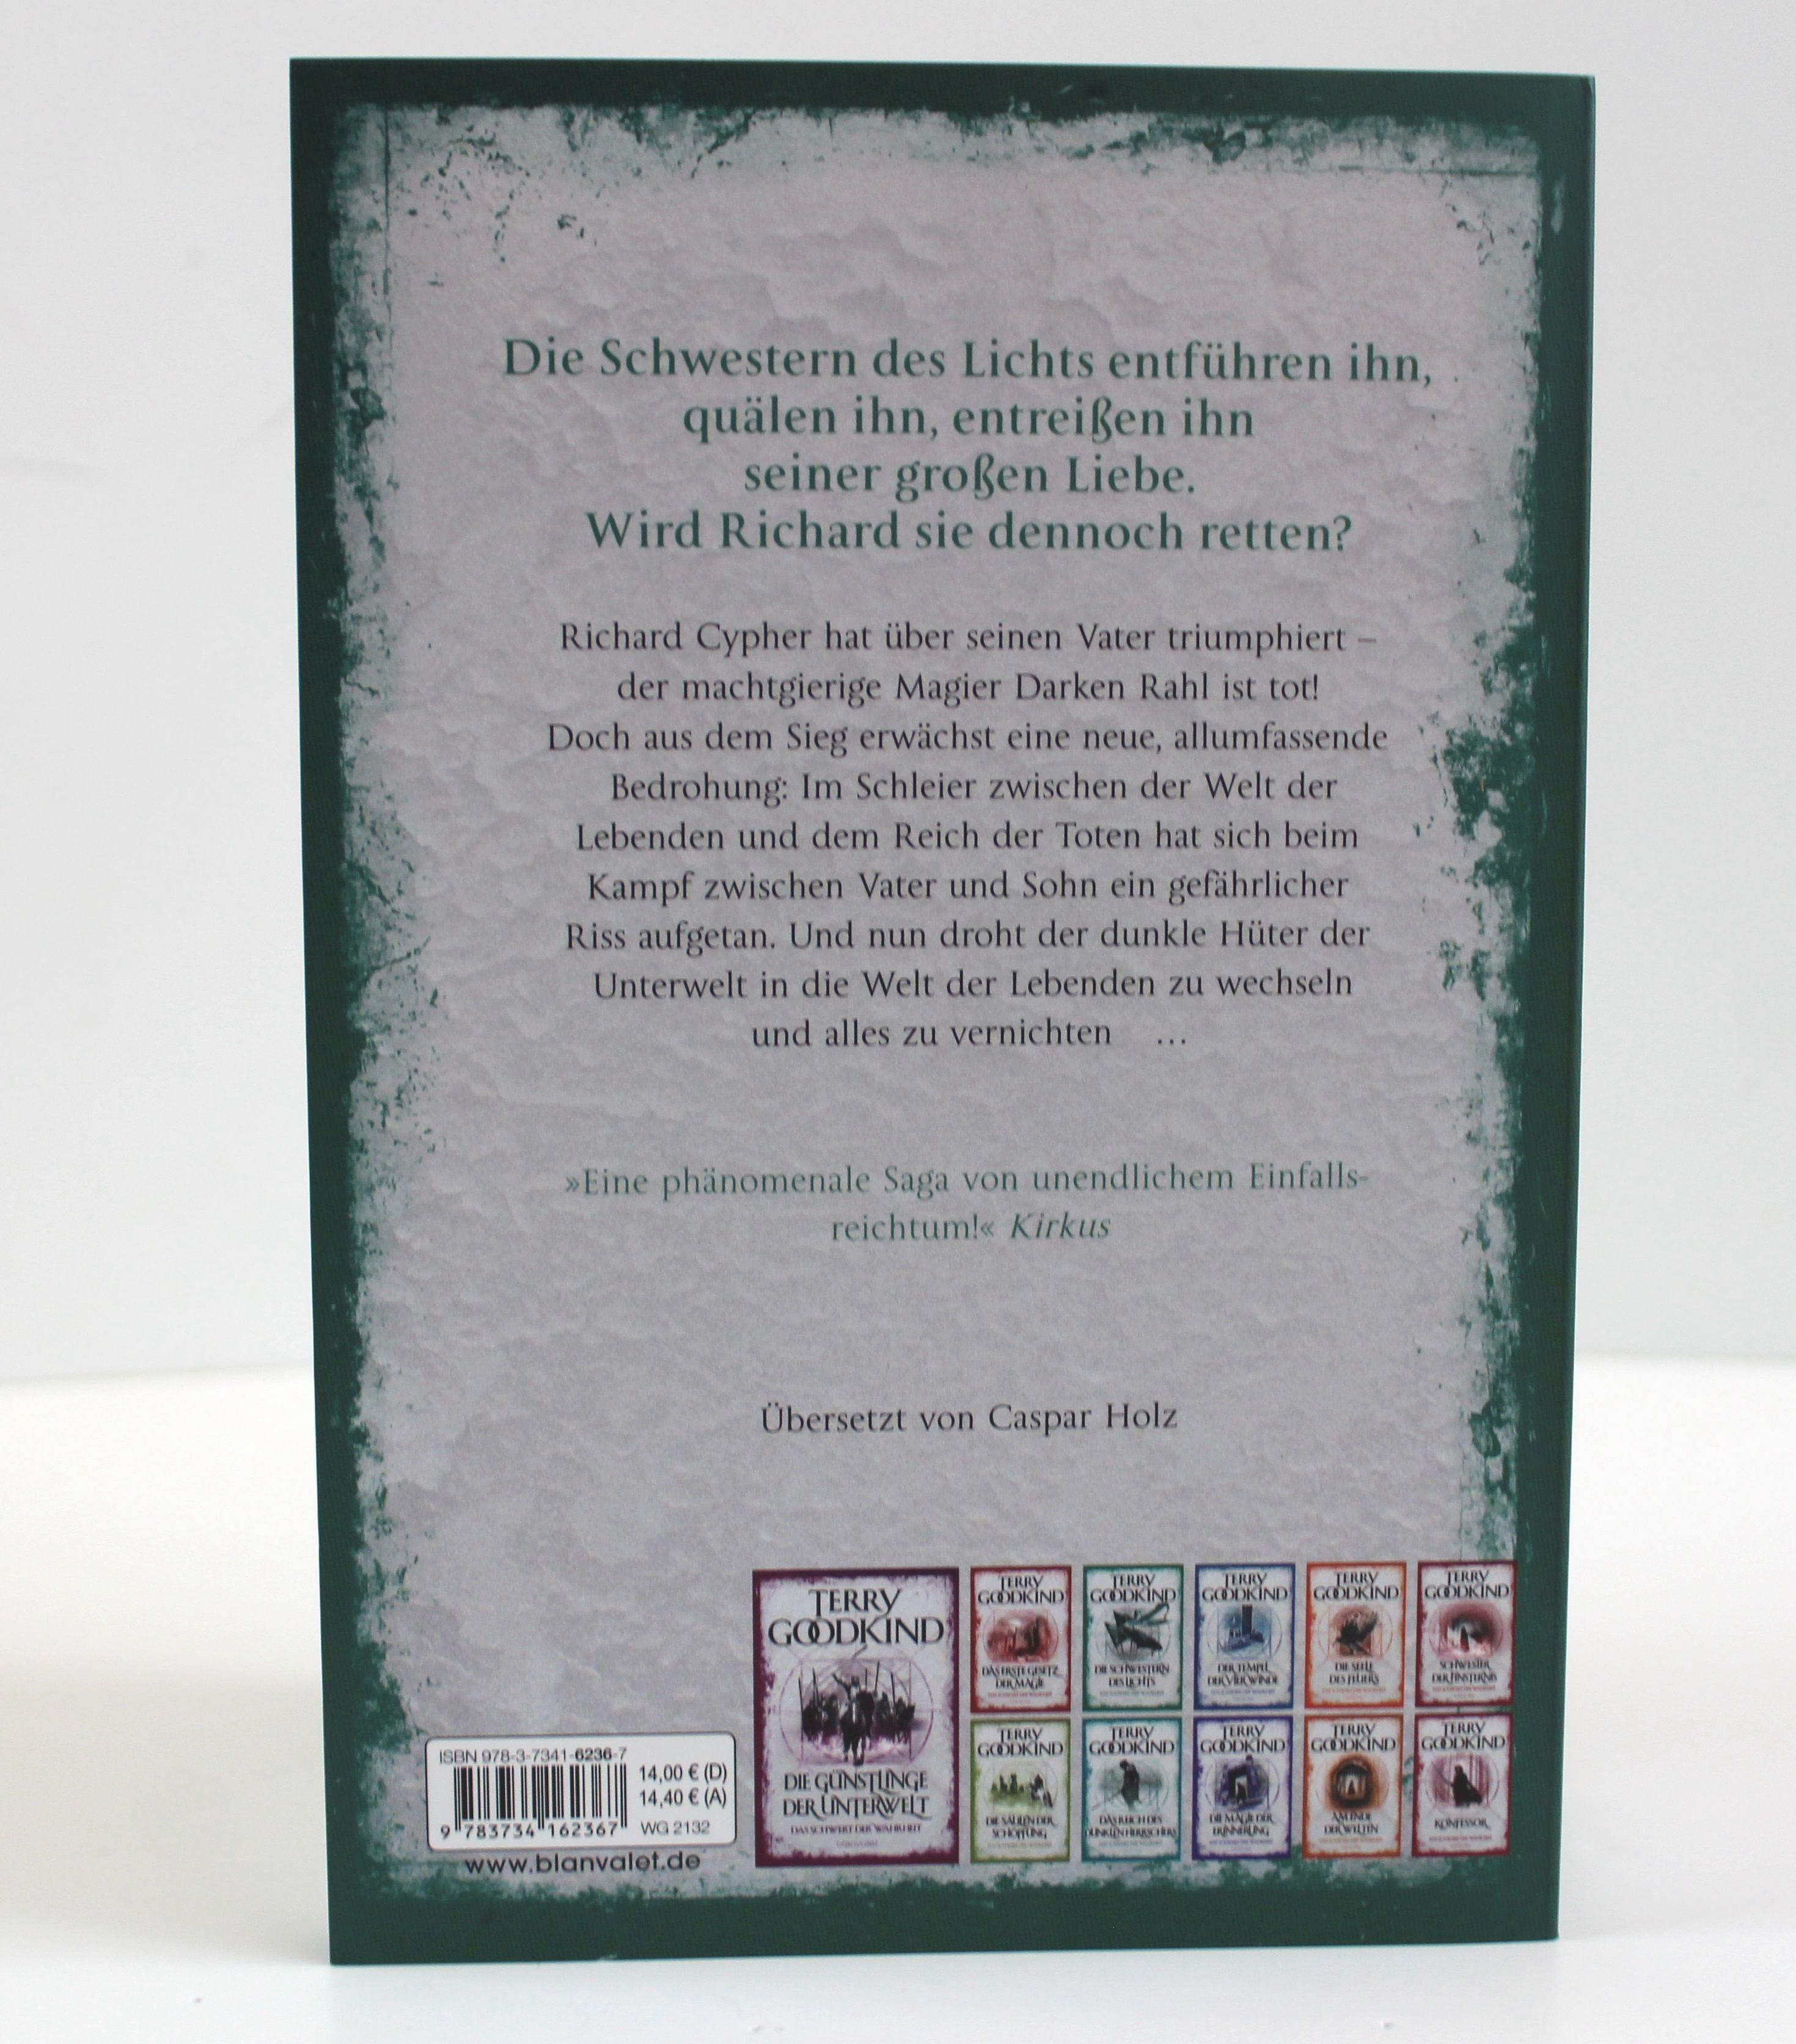 Die Schwestern des Lichts entführen ihn,
quälen ihn, entreißen ihn
seiner großen Liebe.
Wird Richard sie dennoch retten?
Richard Cypher hat über seinen Vater triumphiert –
der machtgierige Magier Darken Rahl ist tot!
Doch aus dem Sieg erwächst eine neue, allumfassende
Bedrohung: Im Schleier zwischen der Welt der
Lebenden und dem Reich der Toten hat sich beim
Kampf zwischen Vater und Sohn ein gefährlicher
Riss aufgetan. Und nun droht der dunkle Hüter der
Unterwelt in die Welt der Lebenden zu wechseln
und alles zu vernichten ...
»Eine phänomenale Saga von unendlichem Einfalls-
reichtum!« Kirkus
Übersetzt von Caspar Holz
ISBN 978-3-7341-6236-7
14,00 € (D)
14,40 € (A)
9 783734 162367
WG 2132
www.blanvalet.de
TERRY
GOODKIND
DIE GÜNSTLINGE
DER UNTERWELT
DAS SCHWERT DER WAHRHEIT
TERRY
GOODKIND
DAS ERSTE GESETZ
DER MAGIE
TERRY
GOODKIND
DIE SCHWESTERN
DES LICHTS
TERRY
GOODKIND
DER TEMPEL
DER VIER WINDE
TERRY
GOODKIND
DIE SEELE
DES FEUERS
TERRY
GOODKIND
SCHWESTER
DER FINSTERNIS
TERRY
GOODKIND
DIE SÄULEN DER
SCHÖPFUNG
TERRY
GOODKIND
DAS REICH DES
DUNKLEN HERRSCHERS
TERRY
GOODKIND
DIE MAGIE DER
ERINNERUNG
TERRY
GOODKIND
AM ENDE
DER WELTEN
TERRY
GOODKIND
KONFESSOR